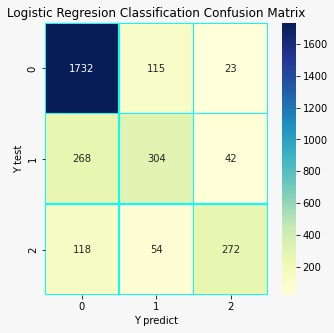 Logistic Regresion Classification Confusion Matrix
0 1732 115 23
1 268 304 42
2 118 54 272
0 1 2
Y test
Y predict
1600
1400
1200
1000
800
600
400
200